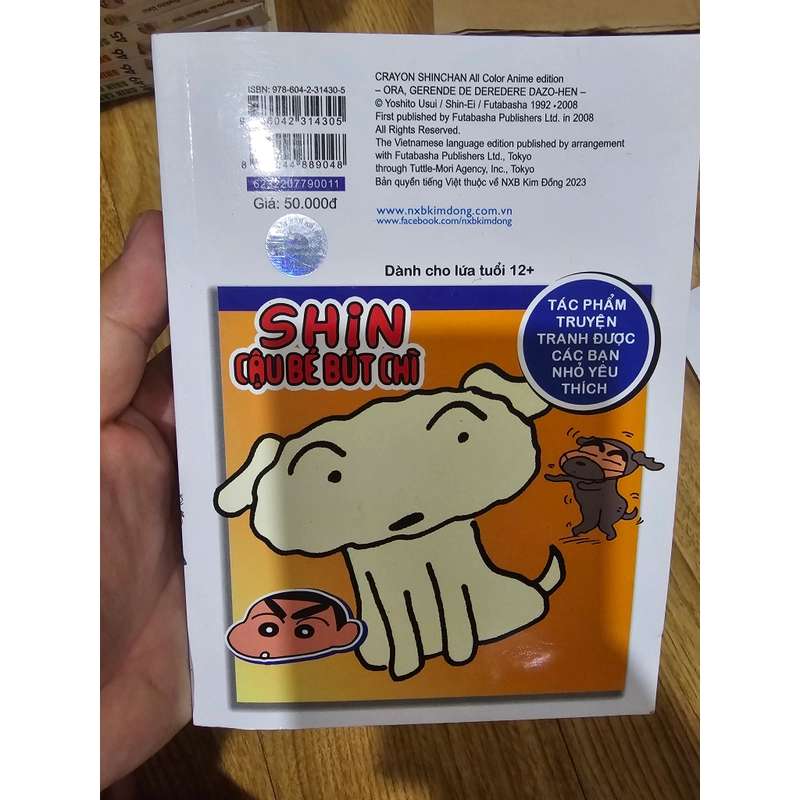 ISBN: 978-604-2-31430-5
CRAYON SHINCHAN All Color Anime edition
– ORA, GERENDE DE DEREDERE DAZO-HEN –
© Yoshito Usui / Shin-Ei / Futabasha 1992 • 2008
First published by Futabasha Publishers Ltd. in 2008
All Rights Reserved.
The Vietnamese language edition published by arrangement
with Futabasha Publishers Ltd., Tokyo
through Tuttle-Mori Agency, Inc., Tokyo
Bản quyền tiếng Việt thuộc về NXB Kim Đồng 2023
Giá: 50.000đ
www.nxbkimdong.com.vn
www.facebook.com/nxbkimdong
Dành cho lứa tuổi 12+
SHiN
CẬU BÉ BÚT CHÌ
TÁC PHẨM
TRUYỆN
TRANH ĐƯỢC
CÁC BẠN
NHỎ YÊU
THÍCH